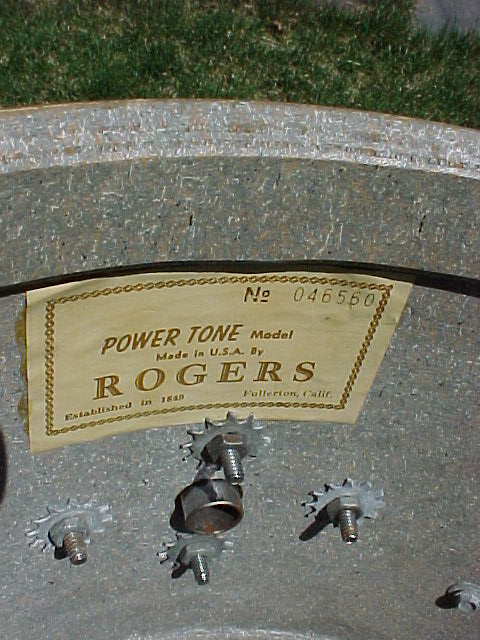 № 046560
POWER TONE Model
Made in U.S.A. By
ROGERS
Established in 1849 Fullerton, Calif.